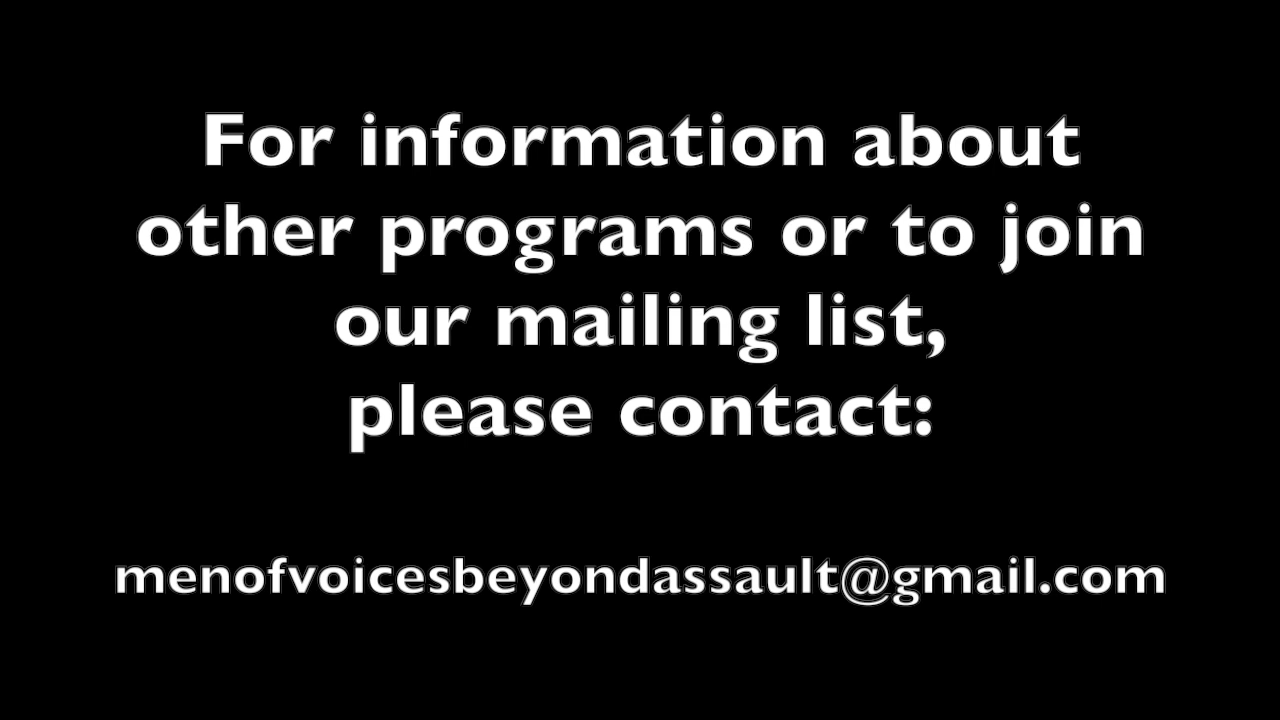 For information about
other programs or to join
our mailing list,
please contact:
menofvoicesbeyondassault@gmail.com